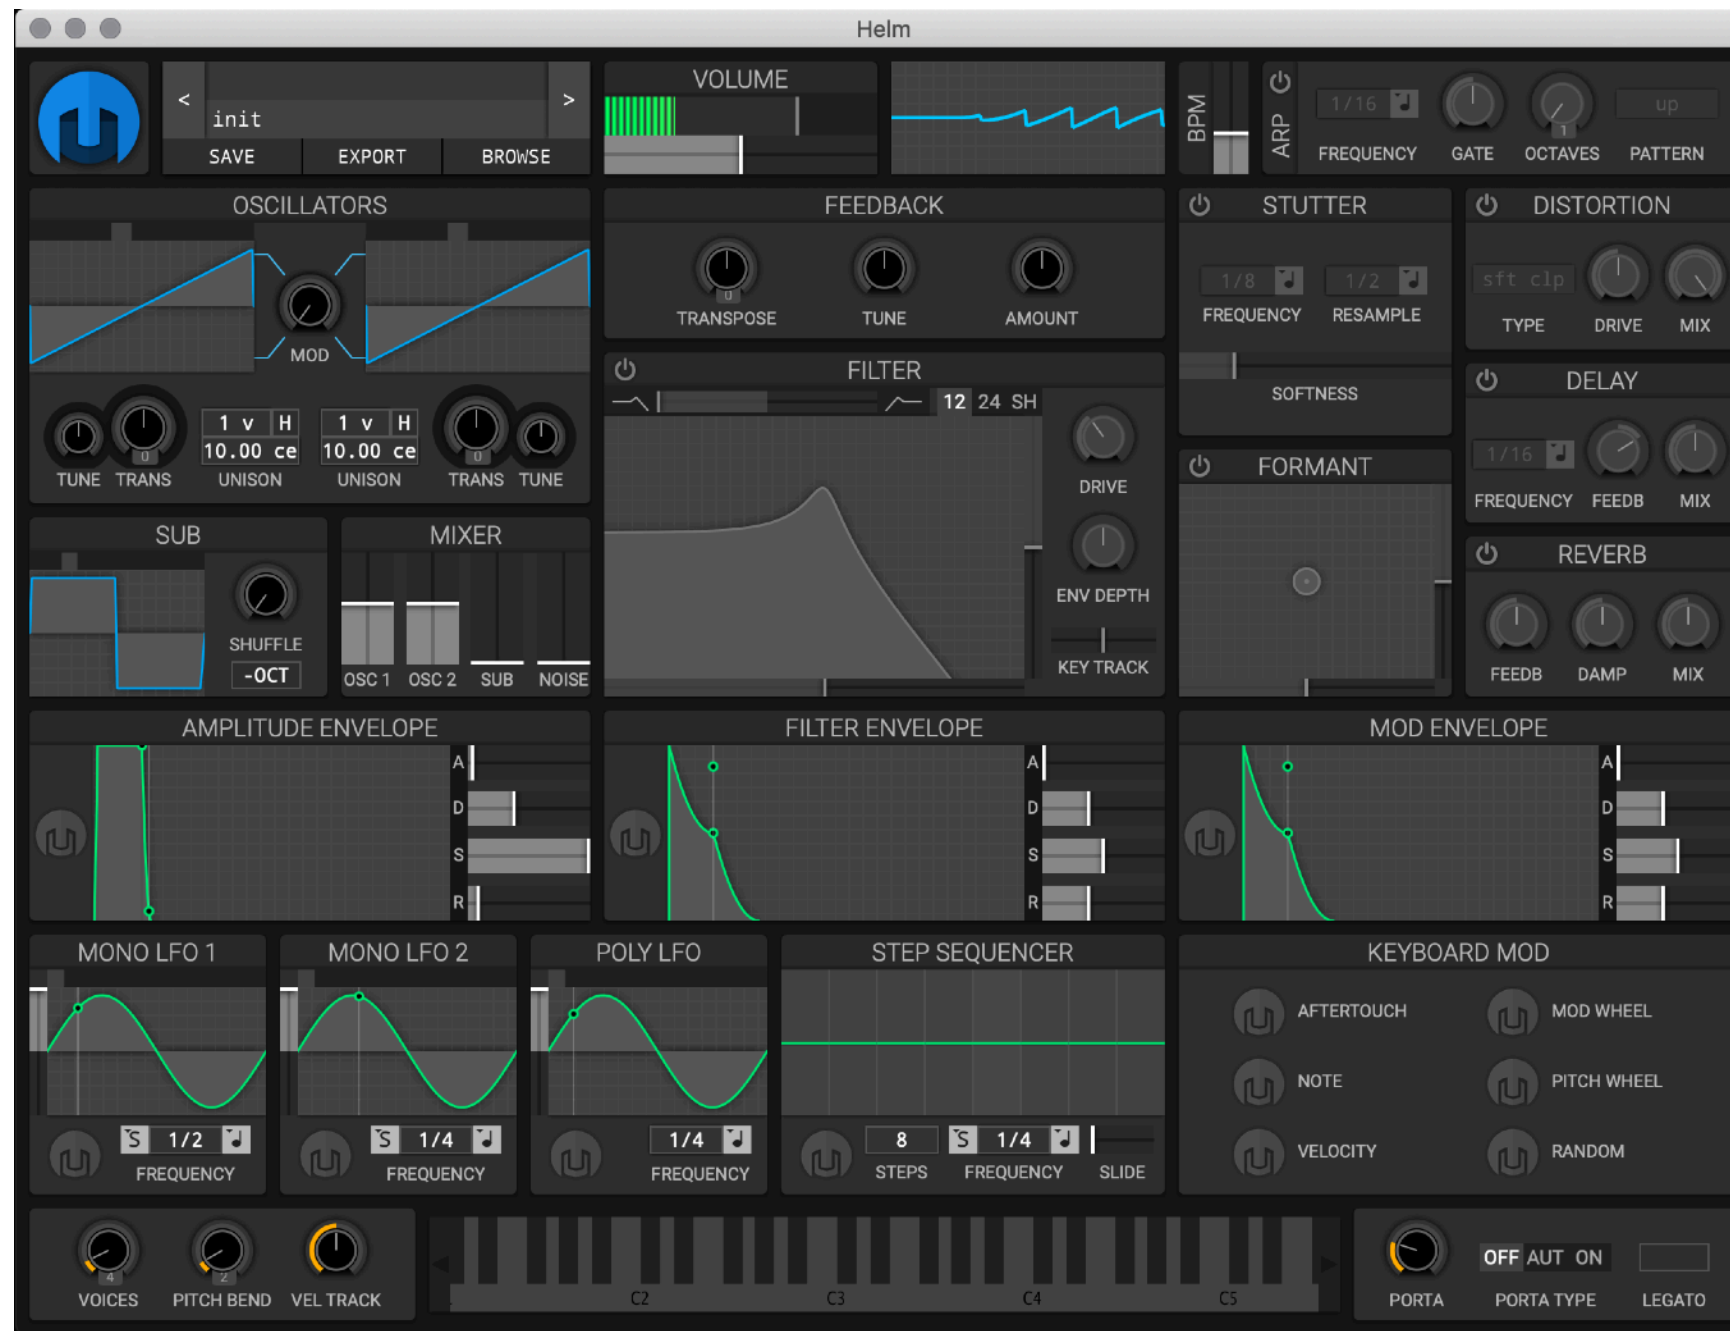 Helm
<
init
>
SAVE EXPORT BROWSE
VOLUME
BPM
ARP
1/16
FREQUENCY
GATE
1
OCTAVES
up
PATTERN
OSCILLATORS
MOD
TUNE
0
TRANS
1 v H
10.00 ce
UNISON
1 v H
10.00 ce
UNISON
0
TRANS
TUNE
FEEDBACK
0
TRANSPOSE
TUNE
AMOUNT
STUTTER
1/8
FREQUENCY
1/2
RESAMPLE
SOFTNESS
DISTORTION
sft clp
TYPE
DRIVE
MIX
FILTER
12 24 SH
DRIVE
ENV DEPTH
KEY TRACK
DELAY
1/16
FREQUENCY
FEEDB
MIX
FORMANT
REVERB
FEEDB
DAMP
MIX
SUB
SHUFFLE
-OCT
MIXER
OSC 1 OSC 2 SUB NOISE
AMPLITUDE ENVELOPE
A
D
S
R
FILTER ENVELOPE
A
D
S
R
MOD ENVELOPE
A
D
S
R
MONO LFO 1
S 1/2
FREQUENCY
MONO LFO 2
S 1/4
FREQUENCY
POLY LFO
1/4
FREQUENCY
STEP SEQUENCER
8
STEPS
S 1/4
FREQUENCY
SLIDE
KEYBOARD MOD
AFTERTOUCH
MOD WHEEL
NOTE
PITCH WHEEL
VELOCITY
RANDOM
4
VOICES
2
PITCH BEND
VEL TRACK
C2 C3 C4 C5
PORTA
OFF AUT ON
PORTA TYPE
LEGATO